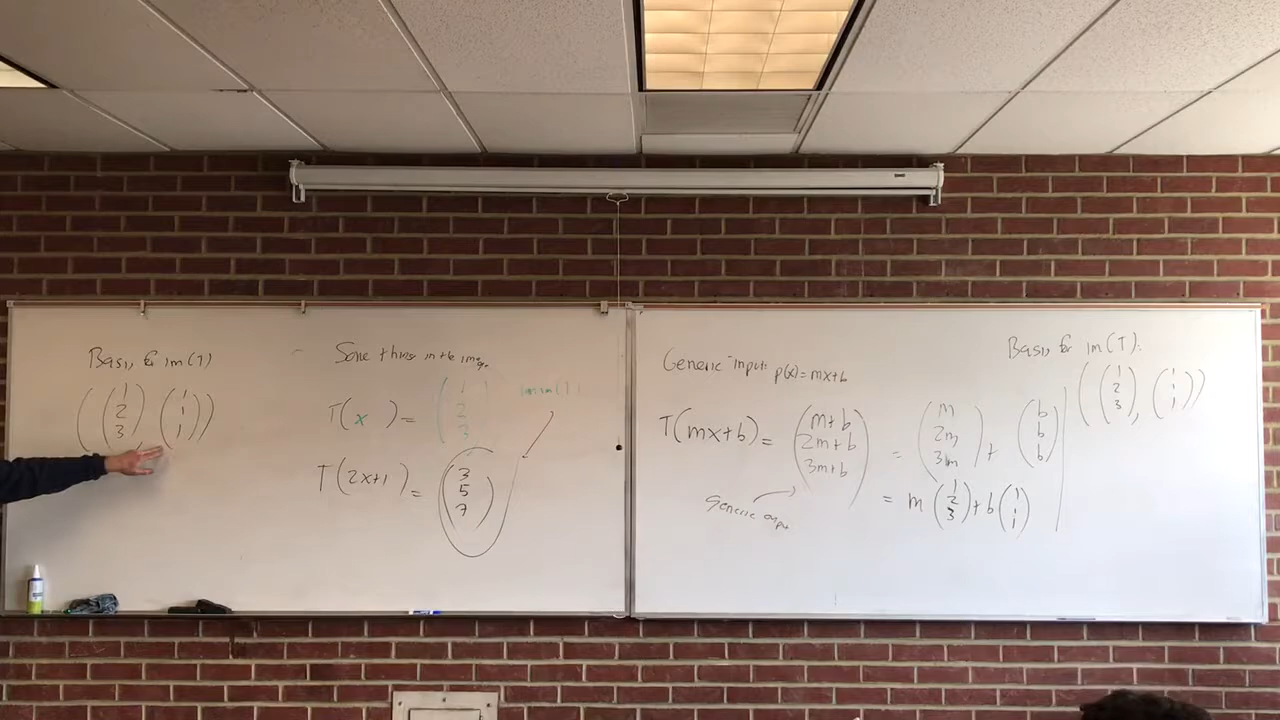 Basis for im(T)
( ( 1 2 3 ) ( 1 1 1 ) )
Some things in the image
T( x ) = ( 1 2 3 )
T(2x+1) = ( 3 5 7 )
Generic input: p(x) = mx+b
T(mx+b) = ( m+b 2m+b 3m+b ) = ( m 2m 3m ) + ( b b b )
= m ( 1 2 3 ) + b ( 1 1 1 )
Generic output
Basis for im(T):
( ( 1 2 3 ) , ( 1 1 1 ) )